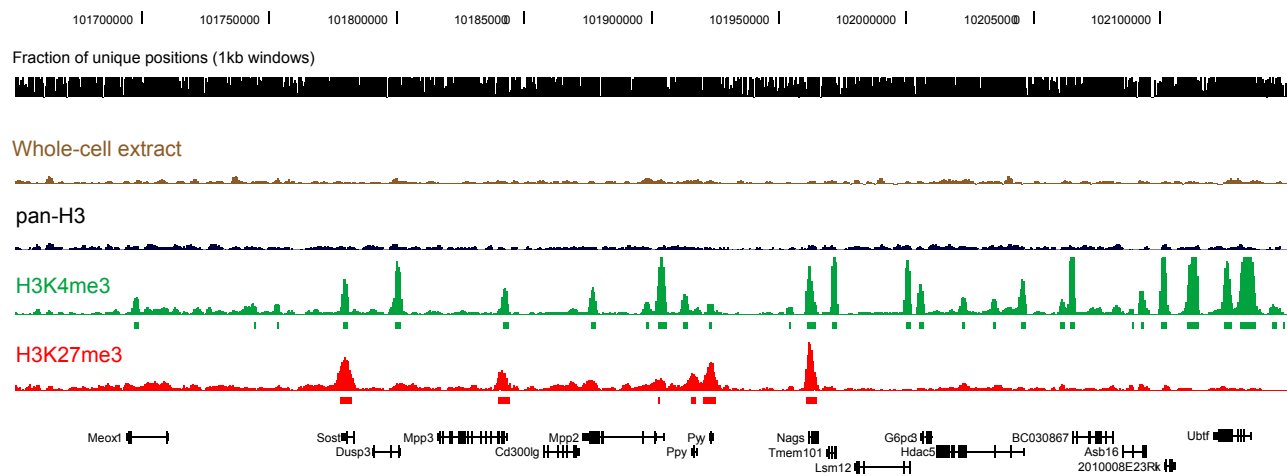 101700000 101750000 101800000 101850000 101900000 101950000 102000000 102050000 102100000
Fraction of unique positions (1kb windows)
Whole-cell extract
pan-H3
H3K4me3
H3K27me3
Meox1 Sost Mpp3 Mpp2 Pyy Nags G6pc3 BC030867 Ubtf
Dusp3 Cd300lg Ppy Tmem101 Hdac5 Asb16
Lsm12 2010008E23Rik